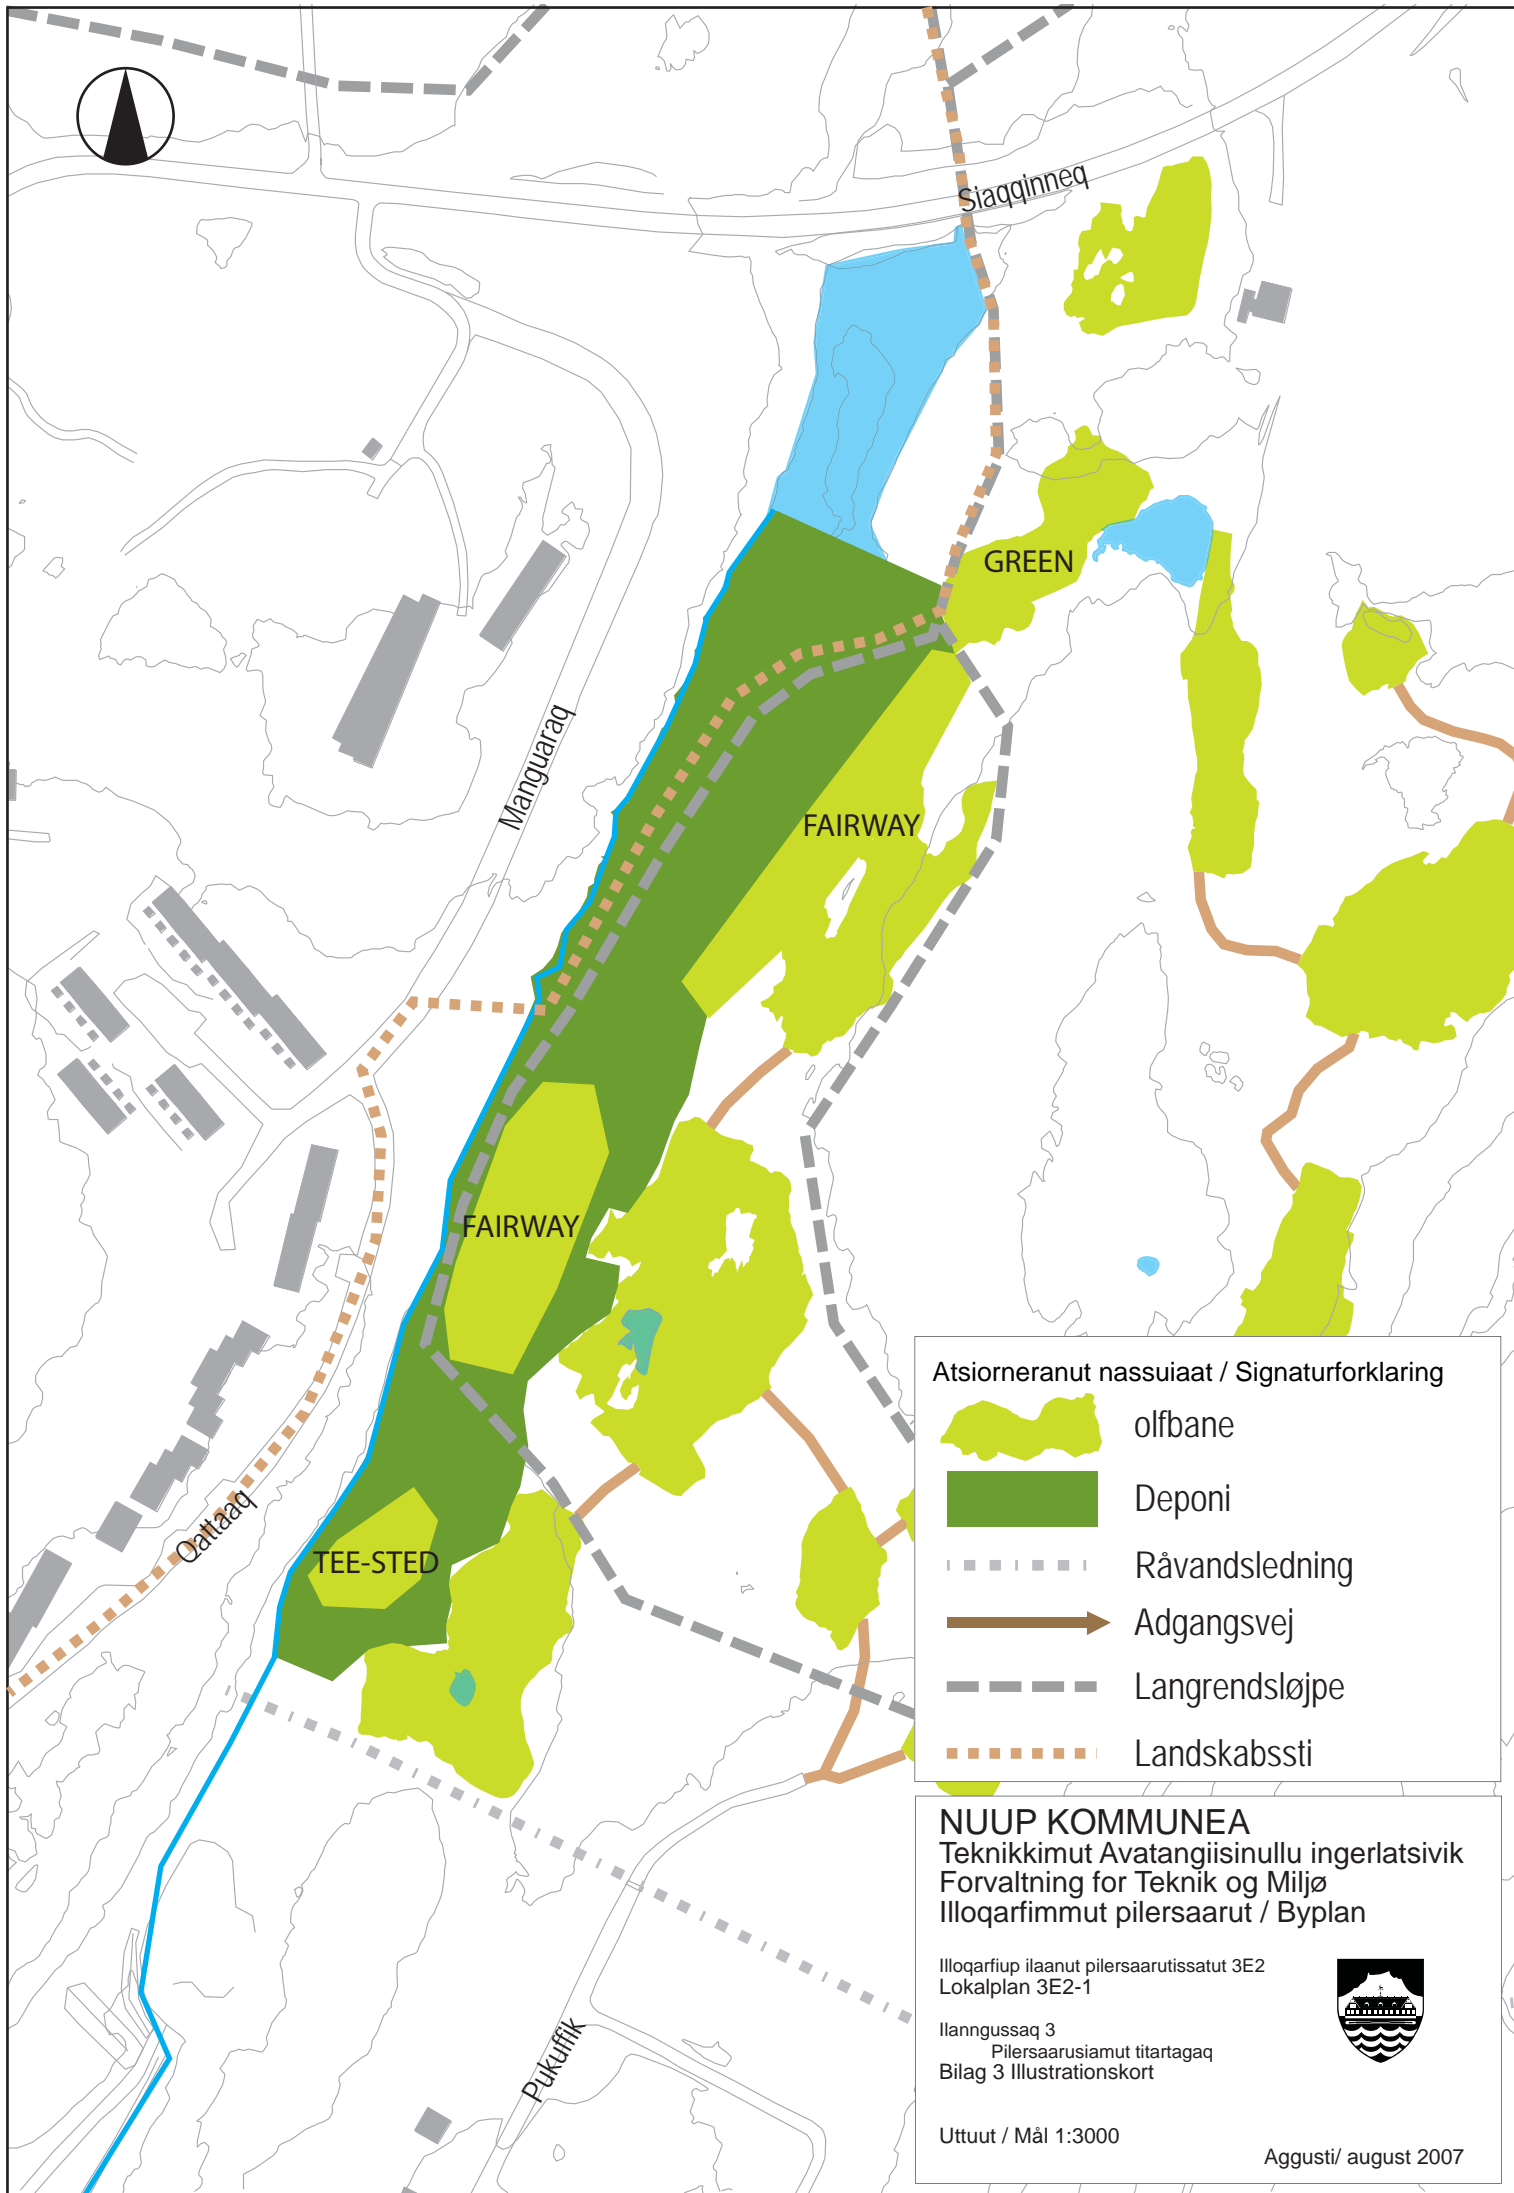 Siaqqinneq
GREEN
Manguaraq
FAIRWAY
FAIRWAY
TEE-STED
Qattaaq
Pukuffik
Atsiorneranut nassuiaat / Signaturforklaring
olfbane
Deponi
Råvandsledning
Adgangsvej
Langrendsløjpe
Landskabssti
NUUP KOMMUNEA
Teknikkimut Avatangiisinullu ingerlatsivik
Forvaltning for Teknik og Miljø
Illoqarfimmut pilersaarut / Byplan
Illoqarfiup ilaanut pilersaarutissatut 3E2
Lokalplan 3E2-1
Ilanngussaq 3
Pilersaarusiamut titartagaq
Bilag 3 Illustrationskort
Uttuut / Mål 1:3000
Aggusti/ august 2007